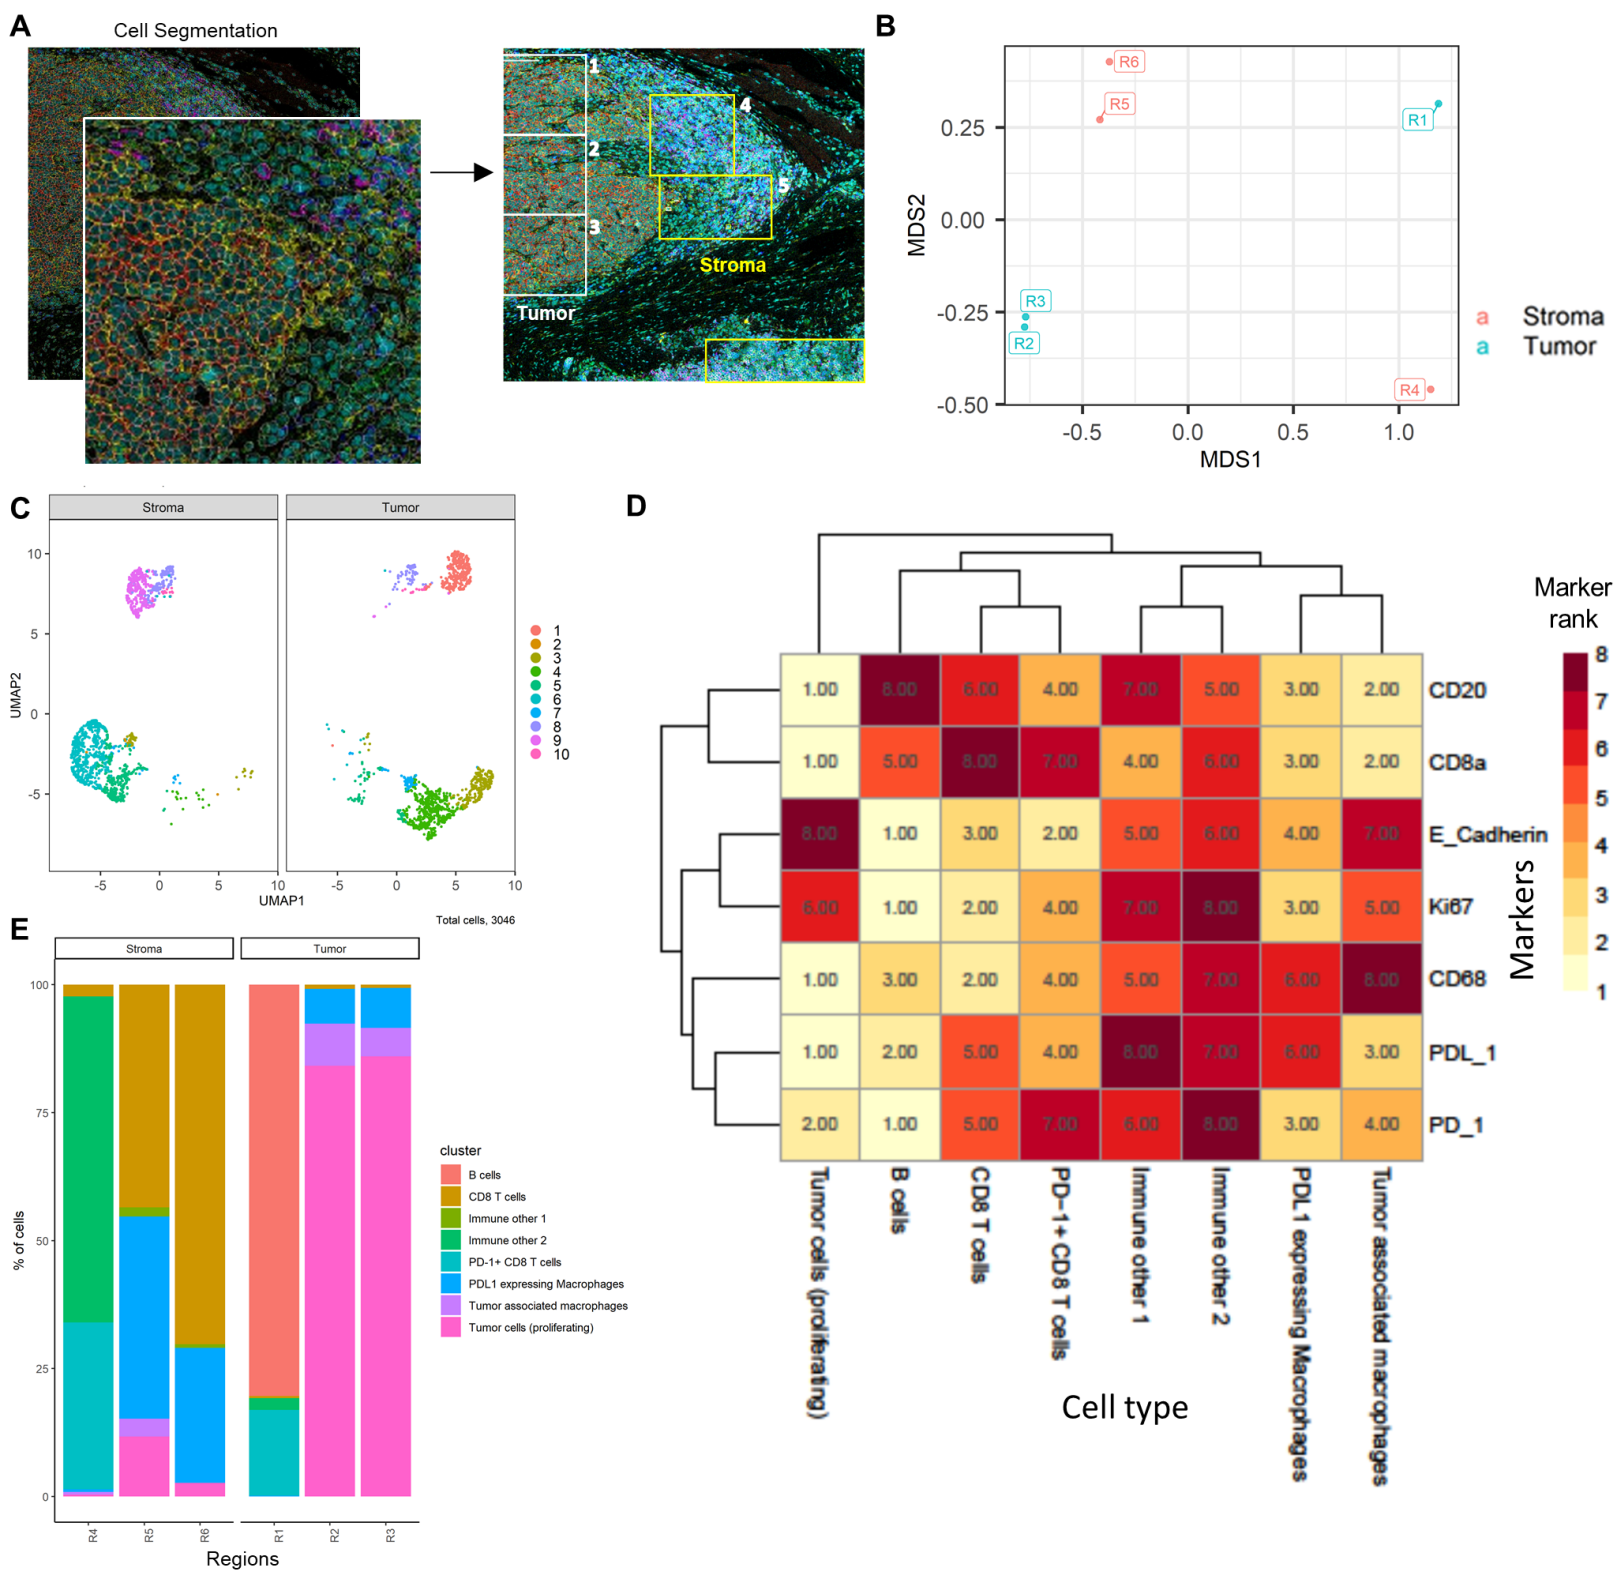 A
Cell Segmentation
1
2
3
4
5
Stroma
Tumor
B
R6
R5
R1
R3
R2
R4
0.25
0.00
-0.25
-0.50
MDS2
-0.5
0.0
0.5
1.0
MDS1
a Stroma
a Tumor
C
Stroma
Tumor
10
5
0
-5
UMAP2
-5
0
5
10
-5
0
5
10
UMAP1
Total cells, 3046
1
2
3
4
5
6
7
8
9
10
D
Marker
rank
8
7
6
5
4
3
2
1
1.00 8.00 6.00 4.00 7.00 5.00 3.00 2.00 CD20
1.00 5.00 8.00 7.00 4.00 6.00 3.00 2.00 CD8a
8.00 1.00 3.00 2.00 5.00 6.00 4.00 7.00 E_Cadherin
6.00 1.00 2.00 4.00 7.00 8.00 3.00 5.00 Ki67
1.00 3.00 2.00 4.00 5.00 7.00 6.00 8.00 CD68
1.00 2.00 5.00 4.00 8.00 7.00 6.00 3.00 PDL_1
2.00 1.00 5.00 7.00 6.00 8.00 3.00 4.00 PD_1
Markers
Tumor cells (proliferating)
B cells
CD8 T cells
PD-1+ CD8 T cells
Immune other 1
Immune other 2
PDL1 expressing Macrophages
Tumor associated macrophages
Cell type
E
Stroma
Tumor
100
75
50
25
0
% of cells
R4
R5
R6
R1
R2
R3
Regions
cluster
B cells
CD8 T cells
Immune other 1
Immune other 2
PD-1+ CD8 T cells
PDL1 expressing Macrophages
Tumor associated macrophages
Tumor cells (proliferating)